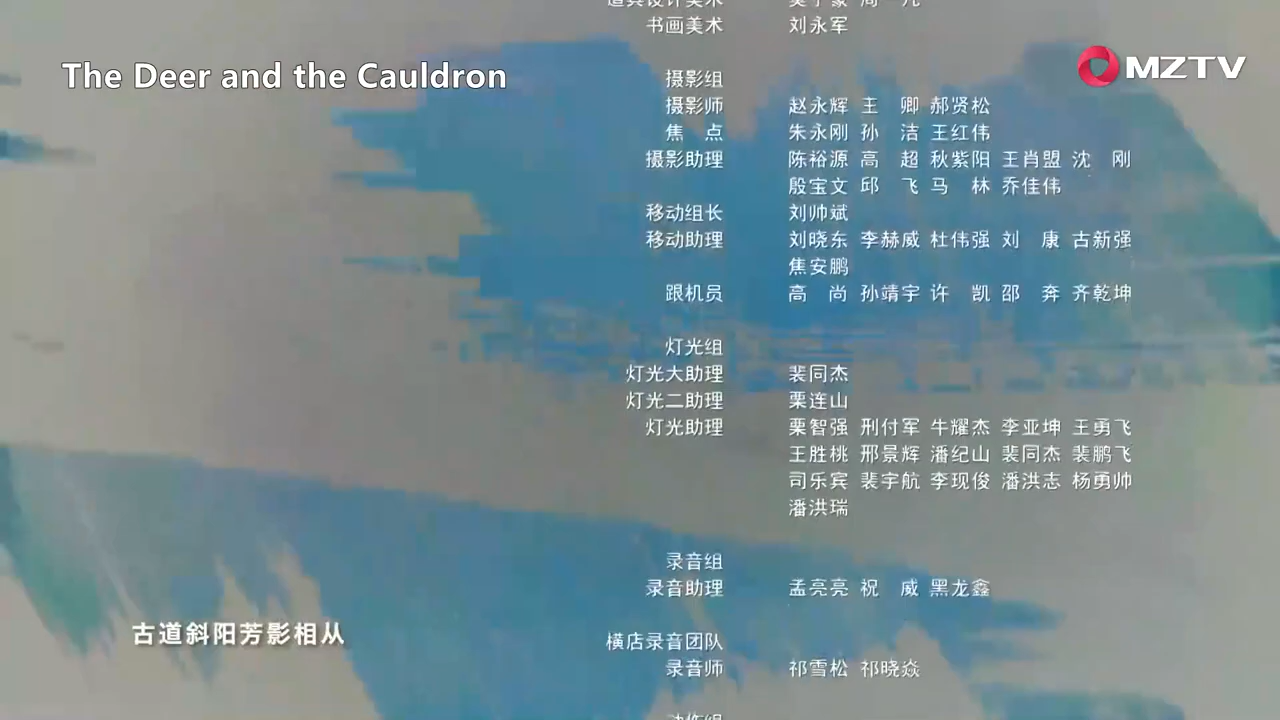 书画美术 刘永军
The Deer and the Cauldron
MZTV
摄影组
摄影师 赵永辉 王 卿 郝贤松
焦 点 朱永刚 孙 洁 王红伟
摄影助理 陈裕源 高 超 秋紫阳 王肖盟 沈 刚
殷宝文 邱 飞 马 林 乔佳伟
移动组长 刘帅斌
移动助理 刘晓东 李赫威 杜伟强 刘 康 古新强
焦安鹏
跟机员 高 尚 孙靖宇 许 凯 邵 奔 齐乾坤
灯光组
灯光大助理 裴同杰
灯光二助理 栗连山
灯光助理 栗智强 刑付军 牛耀杰 李亚坤 王勇飞
王胜桃 邢景辉 潘纪山 裴同杰 裴鹏飞
司乐宾 裴宇航 李现俊 潘洪志 杨勇帅
潘洪瑞
录音组
录音助理 孟亮亮 祝 威 黑龙鑫
古道斜阳芳影相从
横店录音团队
录音师 祁雪松 祁晓焱